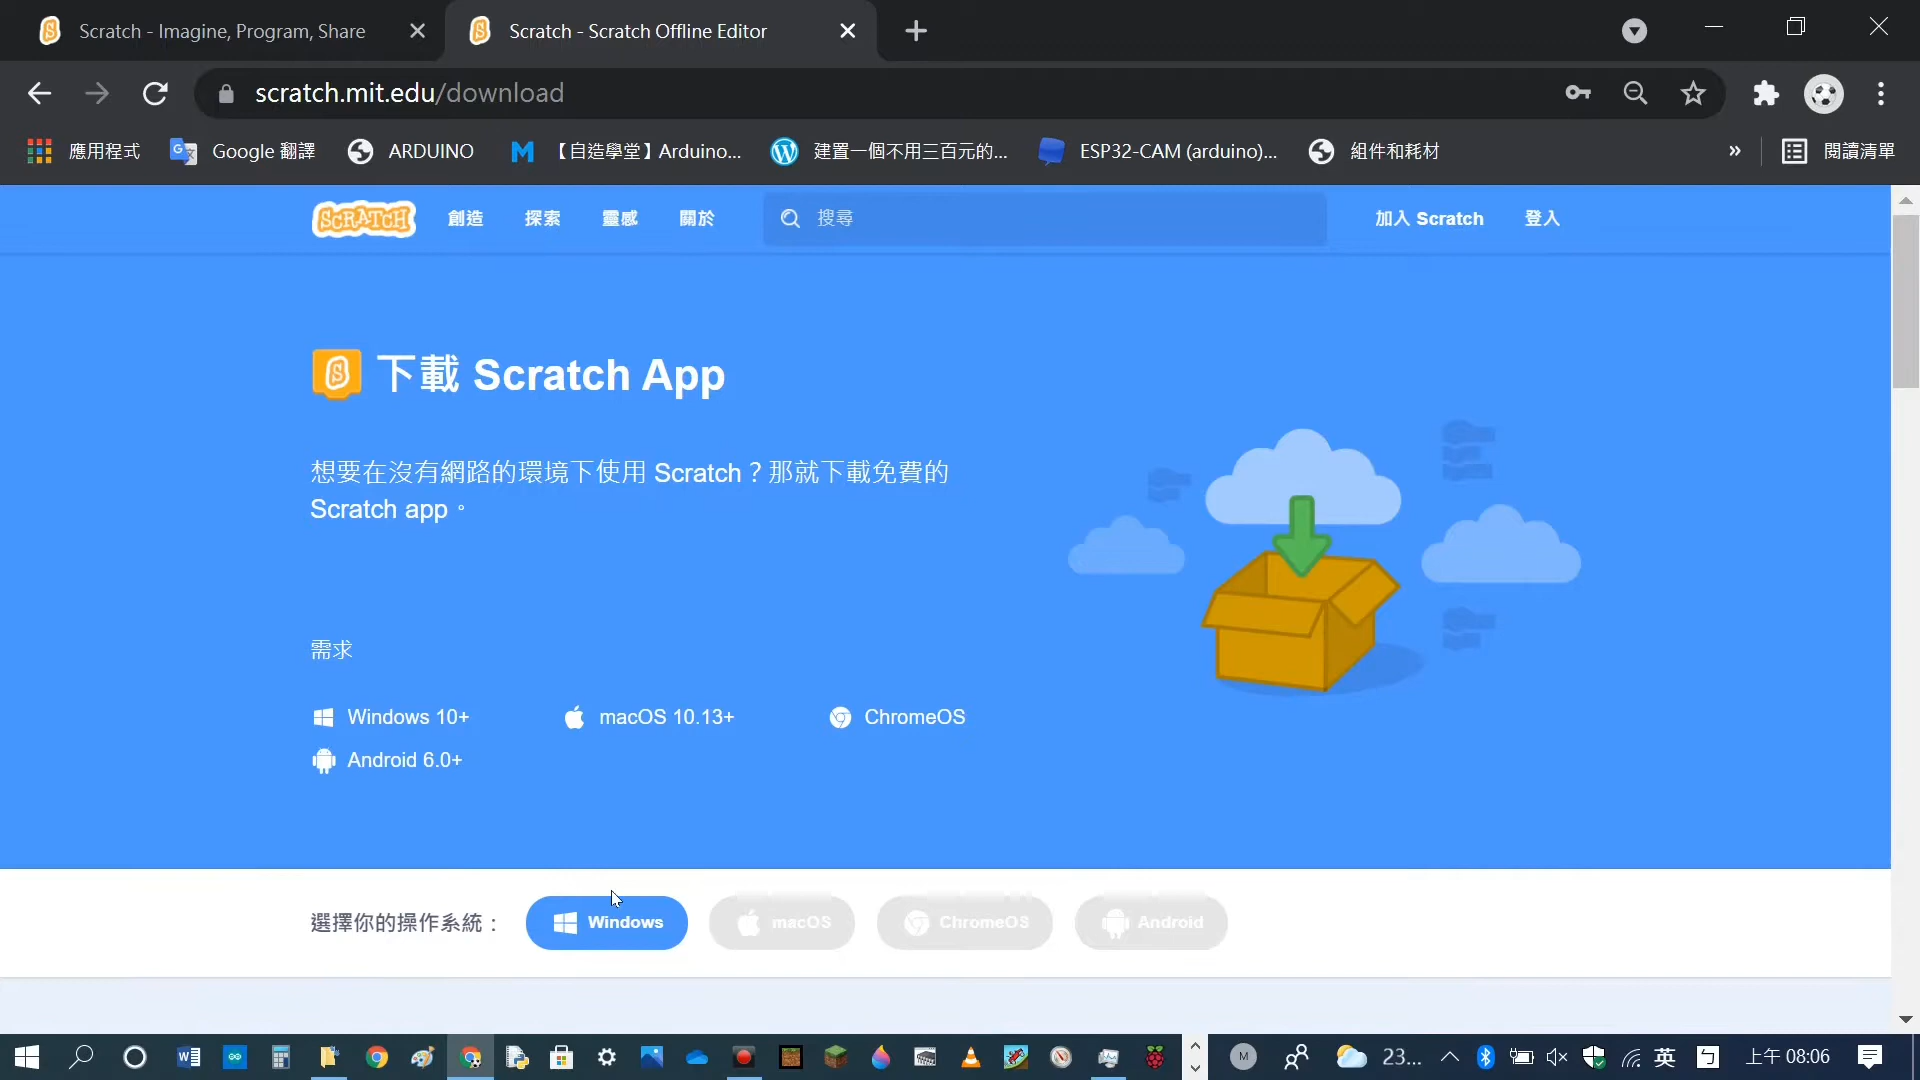 Scratch - Imagine, Program, Share
Scratch - Scratch Offline Editor
scratch.mit.edu/download
應用程式
Google 翻譯
ARDUINO
【自造學堂】Arduino...
建置一個不用三百元的...
ESP32-CAM (arduino)...
組件和耗材
»
閱讀清單
SCRATCH
創造
探索
靈感
關於
搜尋
加入 Scratch
登入
下載 Scratch App
想要在沒有網路的環境下使用 Scratch？那就下載免費的
Scratch app。
需求
Windows 10+
macOS 10.13+
ChromeOS
Android 6.0+
選擇你的操作系統：
Windows
macOS
ChromeOS
Android
M
23...
英
上午 08:06